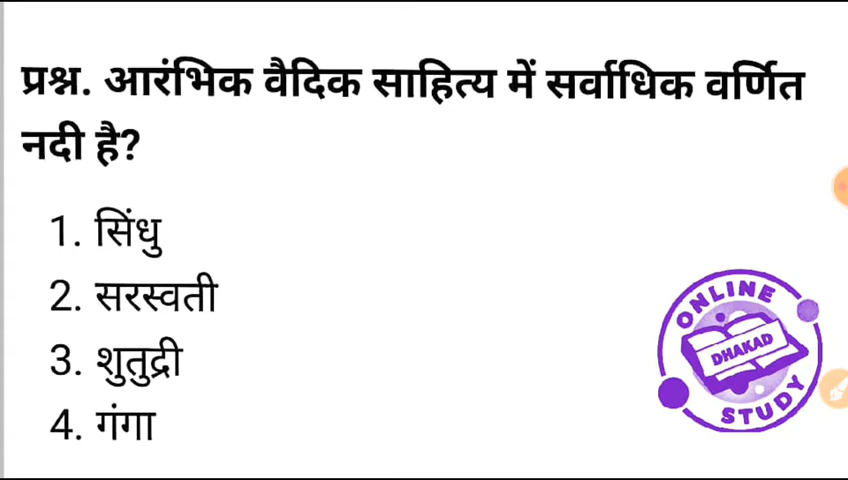 प्रश्न. आरंभिक वैदिक साहित्य में सर्वाधिक वर्णित
नदी है?
1. सिंधु
2. सरस्वती
3. शुतुद्री
4. गंगा
ONLINE
DHAKAD
STUDY